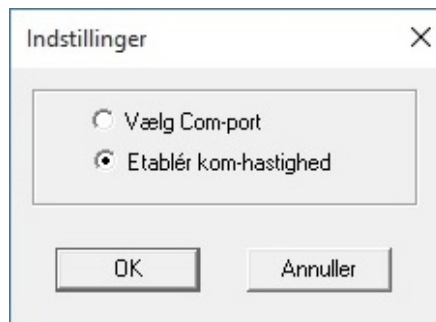 Indstillinger
Vælg Com-port
Etablér kom-hastighed
OK
Annuller